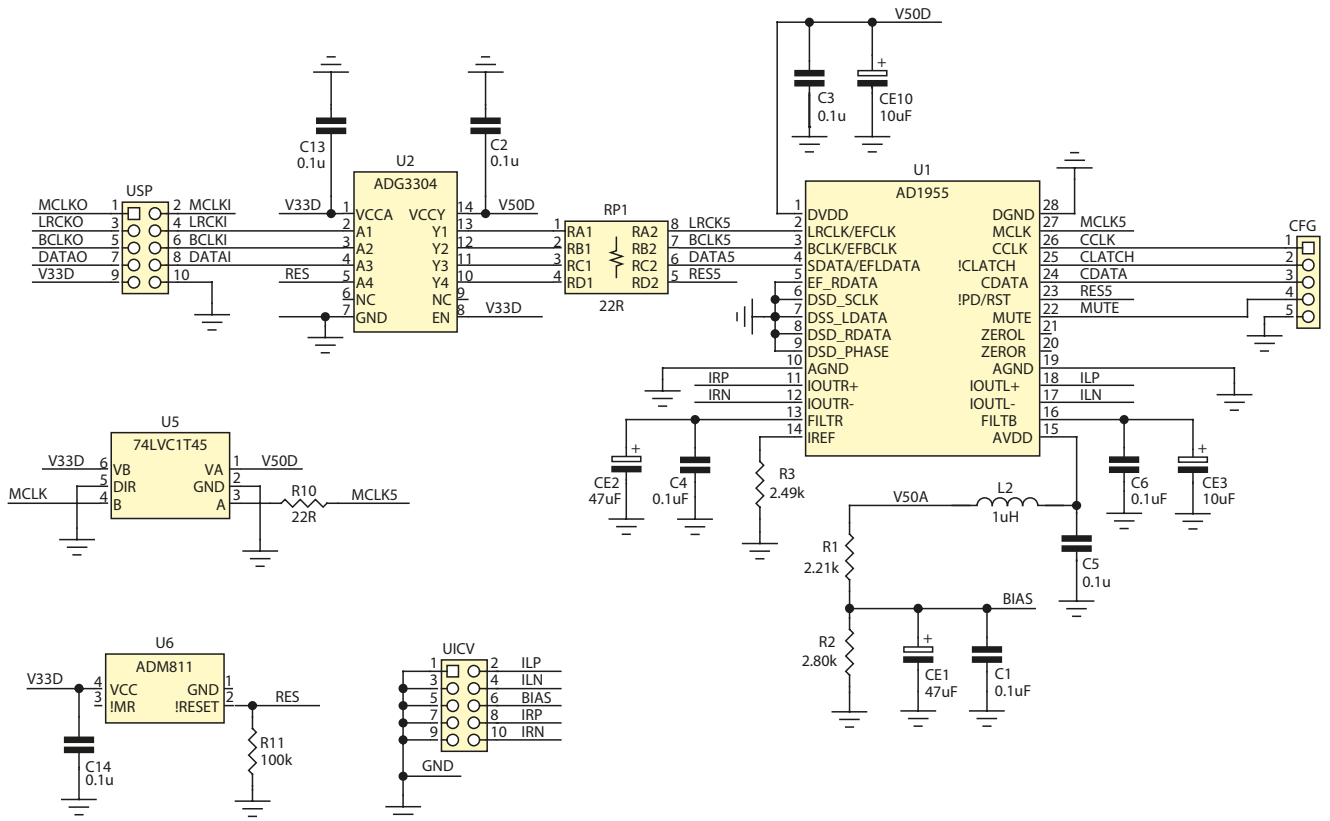 V50D
C3
0.1u
+
CE10
10uF
C13
0.1u
C2
0.1u
U2
ADG3304
V33D
1 VCCA
2 A1
3 A2
4 A3
RES
5 A4
6 NC
7 GND
VCCY 14
V50D
Y1 13
Y2 12
Y3 11
Y4 10
NC 9
EN 8
V33D
USP
MCLKO 1
2 MCLKI
LRCKO 3
4 LRCKI
BCLKO 5
6 BCLKI
DATAO 7
8 DATAI
V33D 9
10
RP1
1 RA1
RA2 8 LRCK5
2 RB1
RB2 7 BCLK5
3 RC1
RC2 6 DATA5
4 RD1
RD2 5 RES5
22R
U1
AD1955
1 DVDD
2 LRCLK/EFCLK
3 BCLK/EFBCLK
4 SDATA/EFLDATA
5 EF_RDATA
6 DSD_SCLK
7 DSS_LDATA
8 DSD_RDATA
9 DSD_PHASE
10 AGND
IRP 11 IOUTR+
IRN 12 IOUTR-
13 FILTR
14 IREF
DGND 28
MCLK 27 MCLK5
CCLK 26 CCLK
!CLATCH 25 CLATCH
CDATA 24 CDATA
!PD/RST 23 RES5
MUTE 22 MUTE
ZEROL 21
ZEROR 20
AGND 19
IOUTL+ 18 ILP
IOUTL- 17 ILN
FILTB 16
AVDD 15
CFG
1
2
3
4
5
+
CE2
47uF
C4
0.1uF
R3
2.49k
C6
0.1uF
+
CE3
10uF
V50A
L2
1uH
R1
2.21k
C5
0.1u
BIAS
R2
2.80k
+
CE1
47uF
C1
0.1uF
U5
74LVC1T45
V33D 6 VB
5 DIR
MCLK 4 B
VA 1 V50D
GND 2
A 3
R10
22R
MCLK5
U6
ADM811
V33D
4 VCC
3 !MR
GND 1
!RESET 2
RES
C14
0.1u
R11
100k
UICV
1
2 ILP
3
4 ILN
5
6 BIAS
7
8 IRP
9
10 IRN
GND